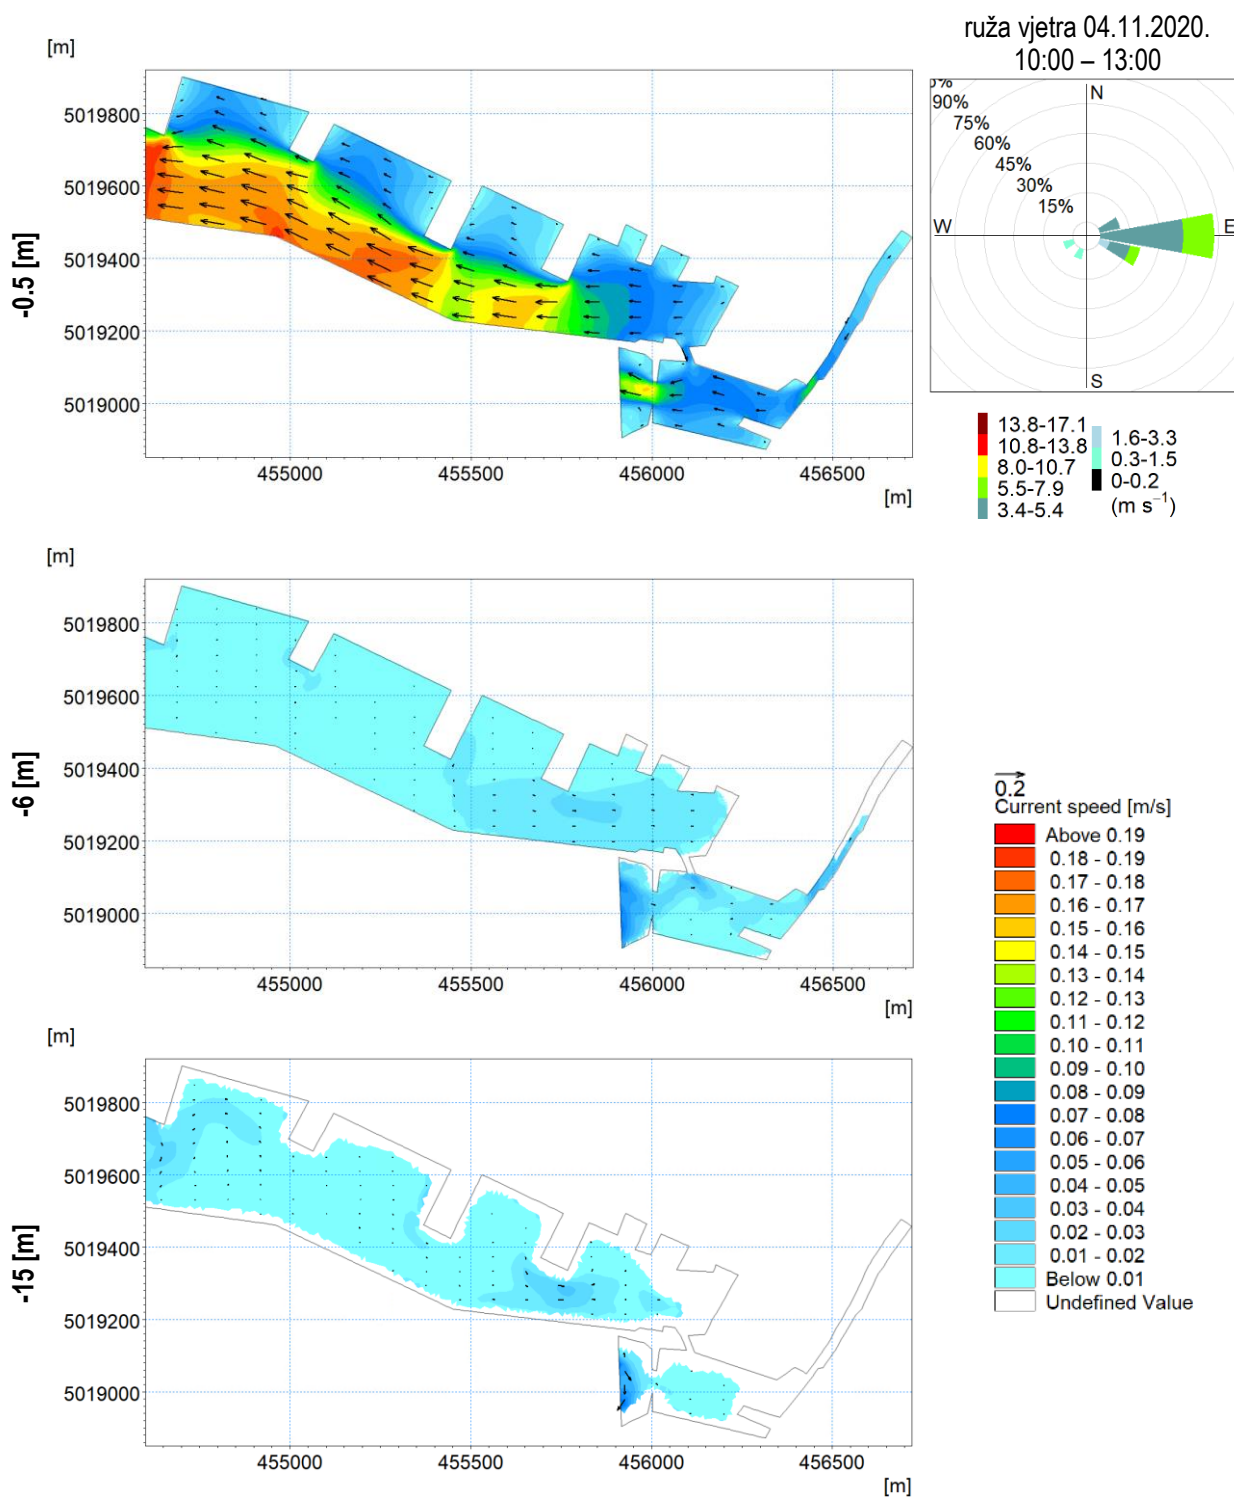 ruža vjetra 04.11.2020.
10:00 – 13:00
[m]
5019800
5019600
5019400
5019200
5019000
-0.5 [m]
455000 455500 456000 456500
[m]
90%
75%
60%
45%
30%
15%
N
W E
S
13.8-17.1
10.8-13.8
8.0-10.7
5.5-7.9
3.4-5.4
1.6-3.3
0.3-1.5
0-0.2
(m s⁻¹)
[m]
5019800
5019600
5019400
5019200
5019000
-6 [m]
455000 455500 456000 456500
[m]
0.2
Current speed [m/s]
Above 0.19
0.18 - 0.19
0.17 - 0.18
0.16 - 0.17
0.15 - 0.16
0.14 - 0.15
0.13 - 0.14
0.12 - 0.13
0.11 - 0.12
0.10 - 0.11
0.09 - 0.10
0.08 - 0.09
0.07 - 0.08
0.06 - 0.07
0.05 - 0.06
0.04 - 0.05
0.03 - 0.04
0.02 - 0.03
0.01 - 0.02
Below 0.01
Undefined Value
[m]
5019800
5019600
5019400
5019200
5019000
-15 [m]
455000 455500 456000 456500
[m]